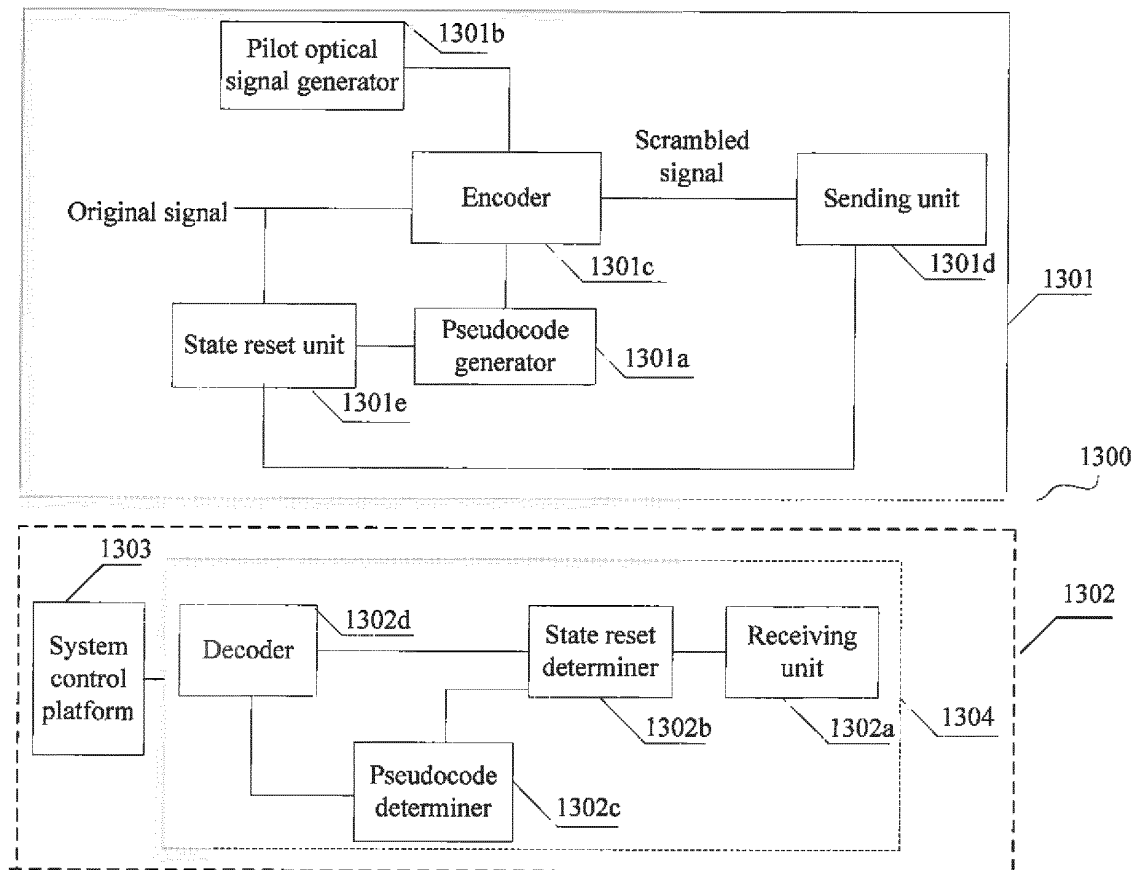 1301b
Pilot optical
signal generator
Scrambled
signal
Encoder
Sending unit
Original signal
1301c
1301d
1301
State reset unit
Pseudocode
generator
1301a
1301e
1300
1303
1302
1302d
System
control
platform
Decoder
State reset
determiner
Receiving
unit
1304
1302b
1302a
Pseudocode
determiner
1302c